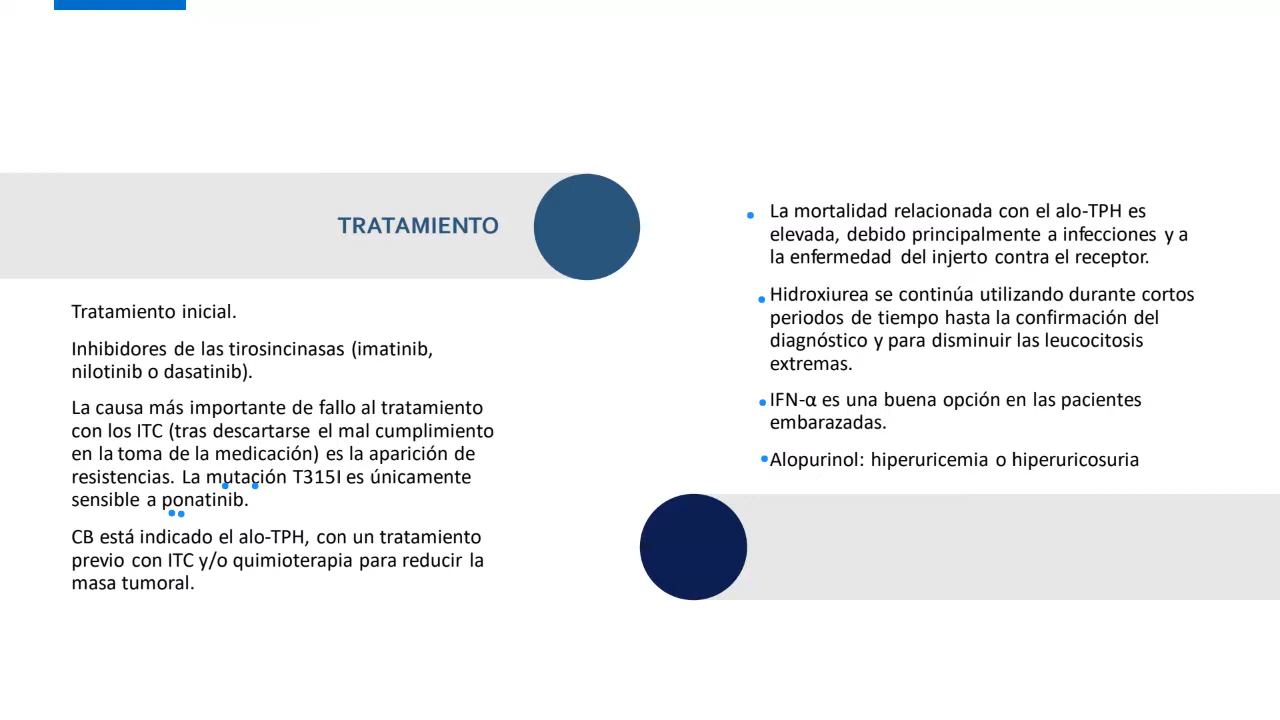 TRATAMIENTO
Tratamiento inicial.
Inhibidores de las tirosincinasas (imatinib,
nilotinib o dasatinib).
La causa más importante de fallo al tratamiento
con los ITC (tras descartarse el mal cumplimiento
en la toma de la medicación) es la aparición de
resistencias. La mutación T315I es únicamente
sensible a ponatinib.
CB está indicado el alo-TPH, con un tratamiento
previo con ITC y/o quimioterapia para reducir la
masa tumoral.
La mortalidad relacionada con el alo-TPH es
elevada, debido principalmente a infecciones y a
la enfermedad del injerto contra el receptor.
Hidroxiurea se continúa utilizando durante cortos
periodos de tiempo hasta la confirmación del
diagnóstico y para disminuir las leucocitosis
extremas.
IFN-α es una buena opción en las pacientes
embarazadas.
Alopurinol: hiperuricemia o hiperuricosuria